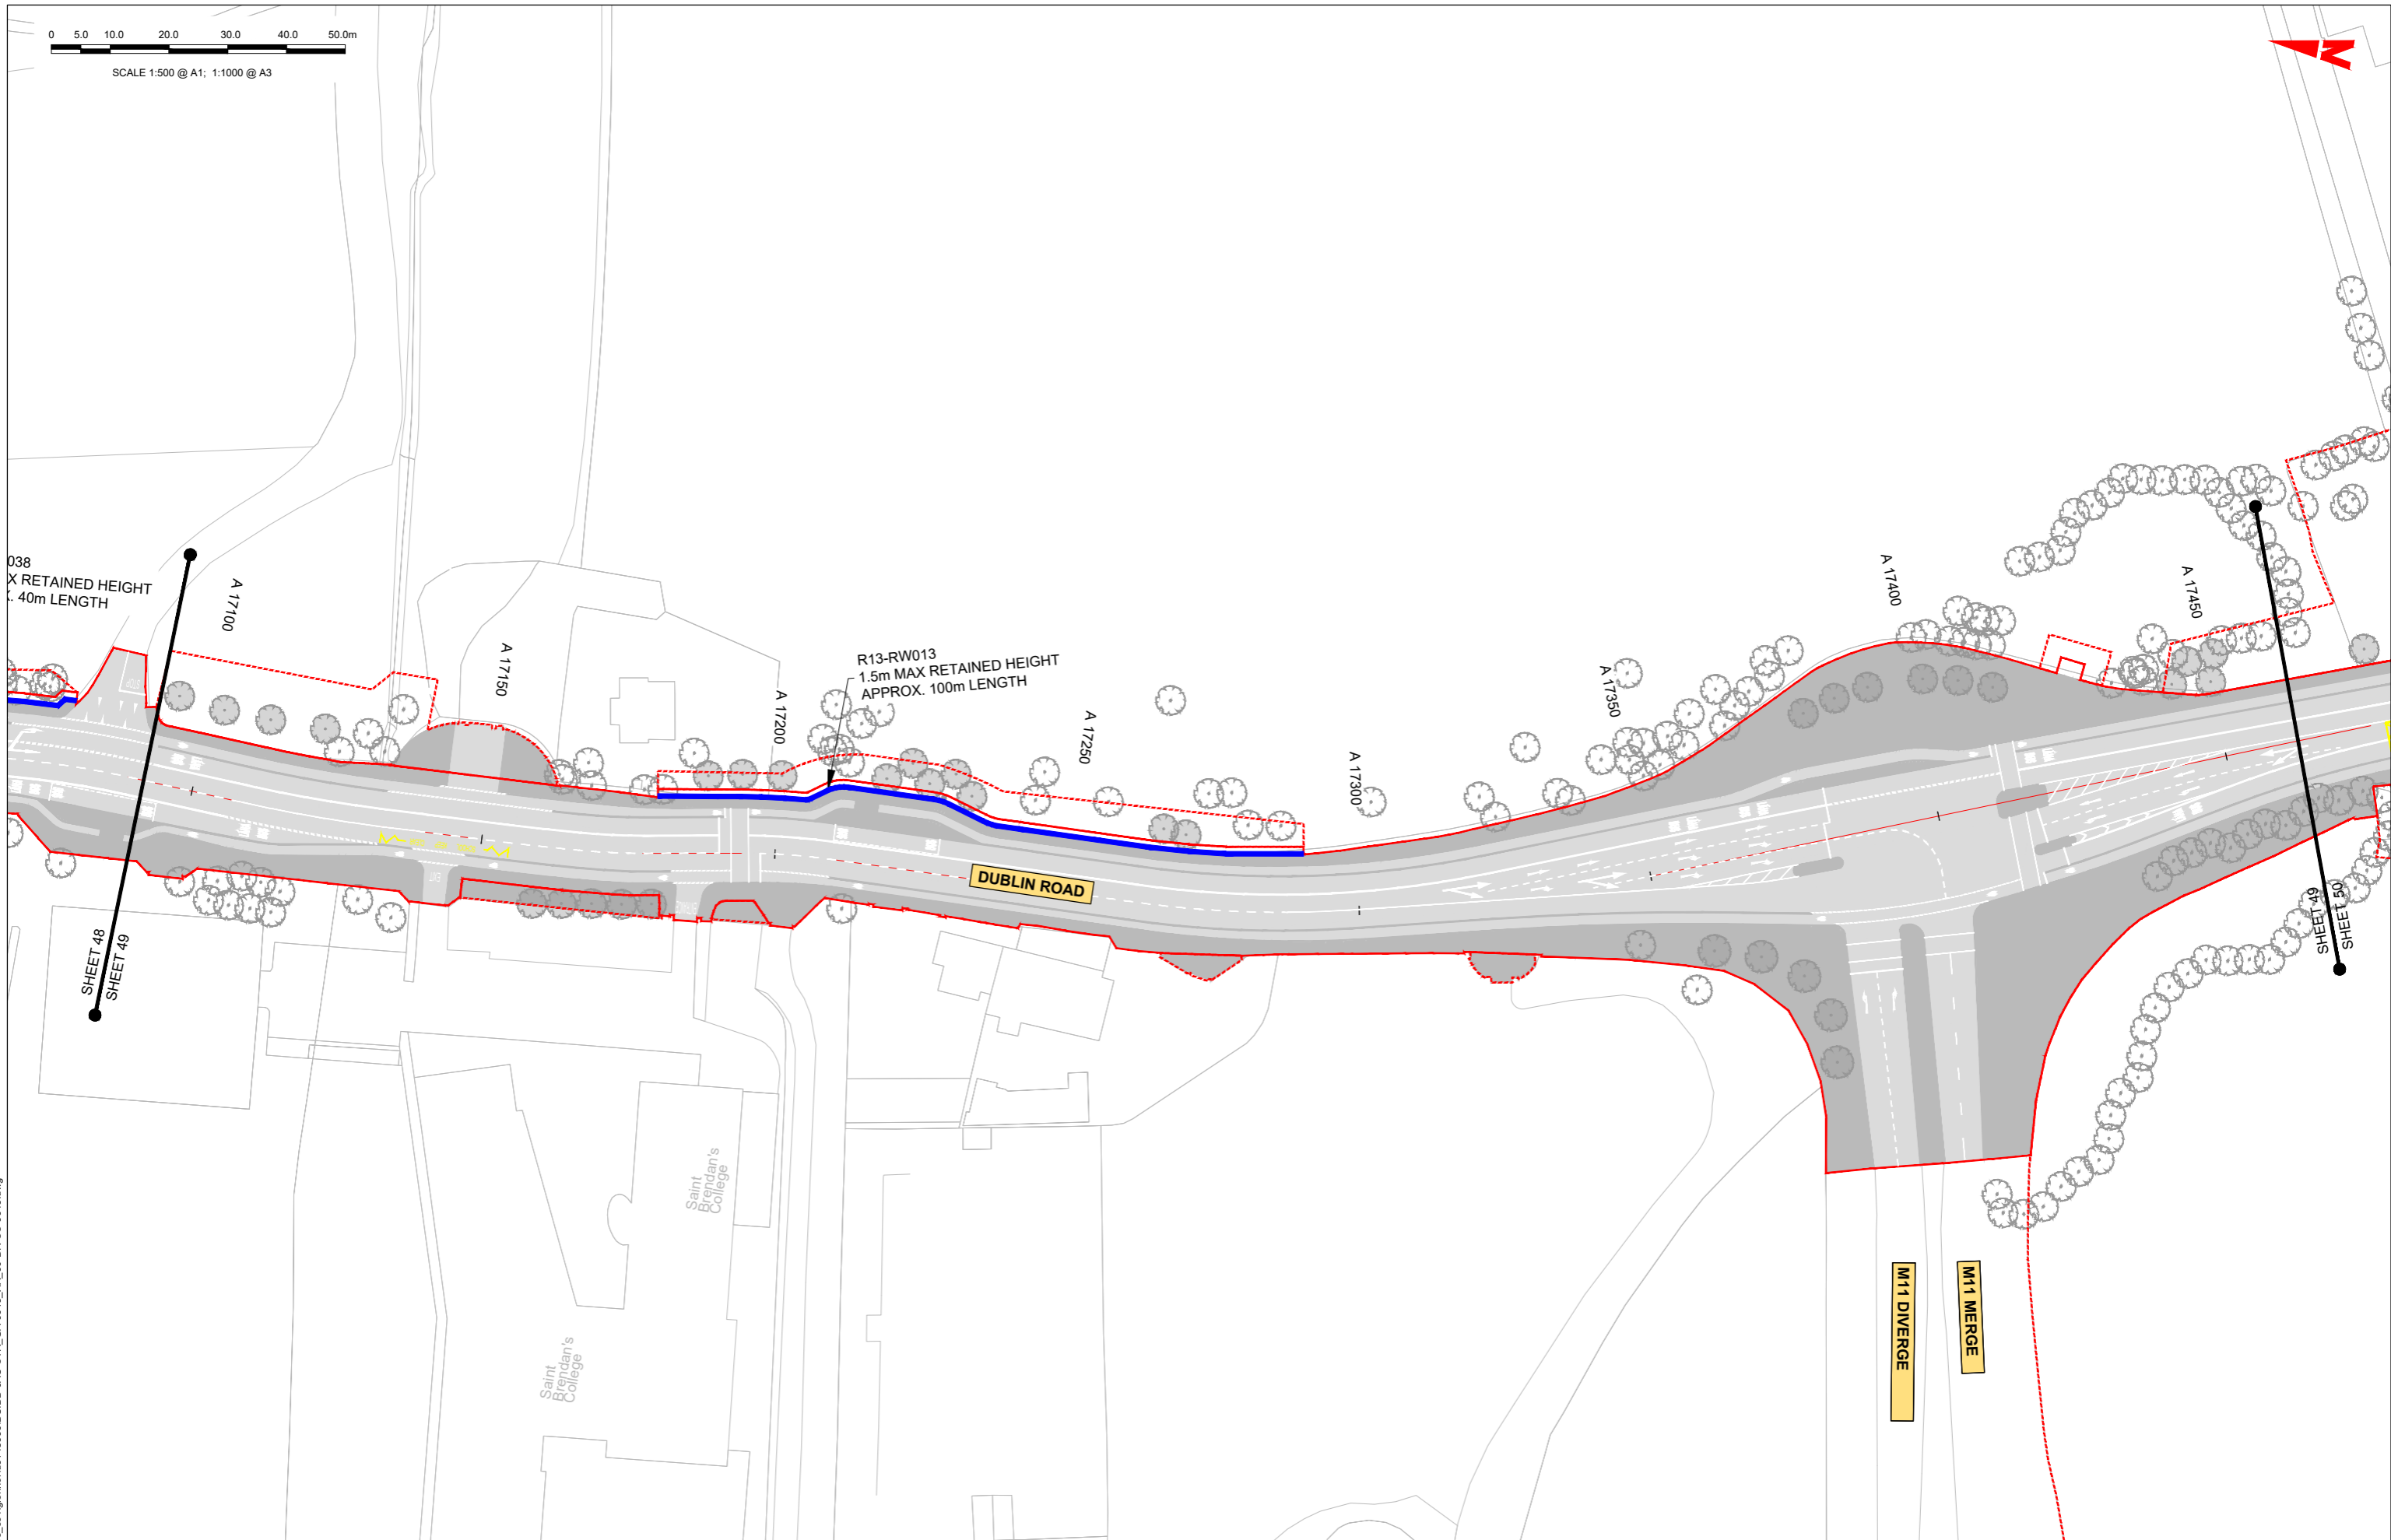 0 5.0 10.0 20.0 30.0 40.0 50.0m
SCALE 1:500 @ A1; 1:1000 @ A3
N
038
X RETAINED HEIGHT
40m LENGTH
A 17100
A 17150
A 17200
R13-RW013
1.5m MAX RETAINED HEIGHT
APPROX. 100m LENGTH
A 17250
A 17300
A 17350
A 17400
A 17450
DUBLIN ROAD
SHEET 48
SHEET 49
SHEET 49
SHEET 50
Saint
Brendan's
College
Saint
Brendan's
College
M11 DIVERGE
M11 MERGE